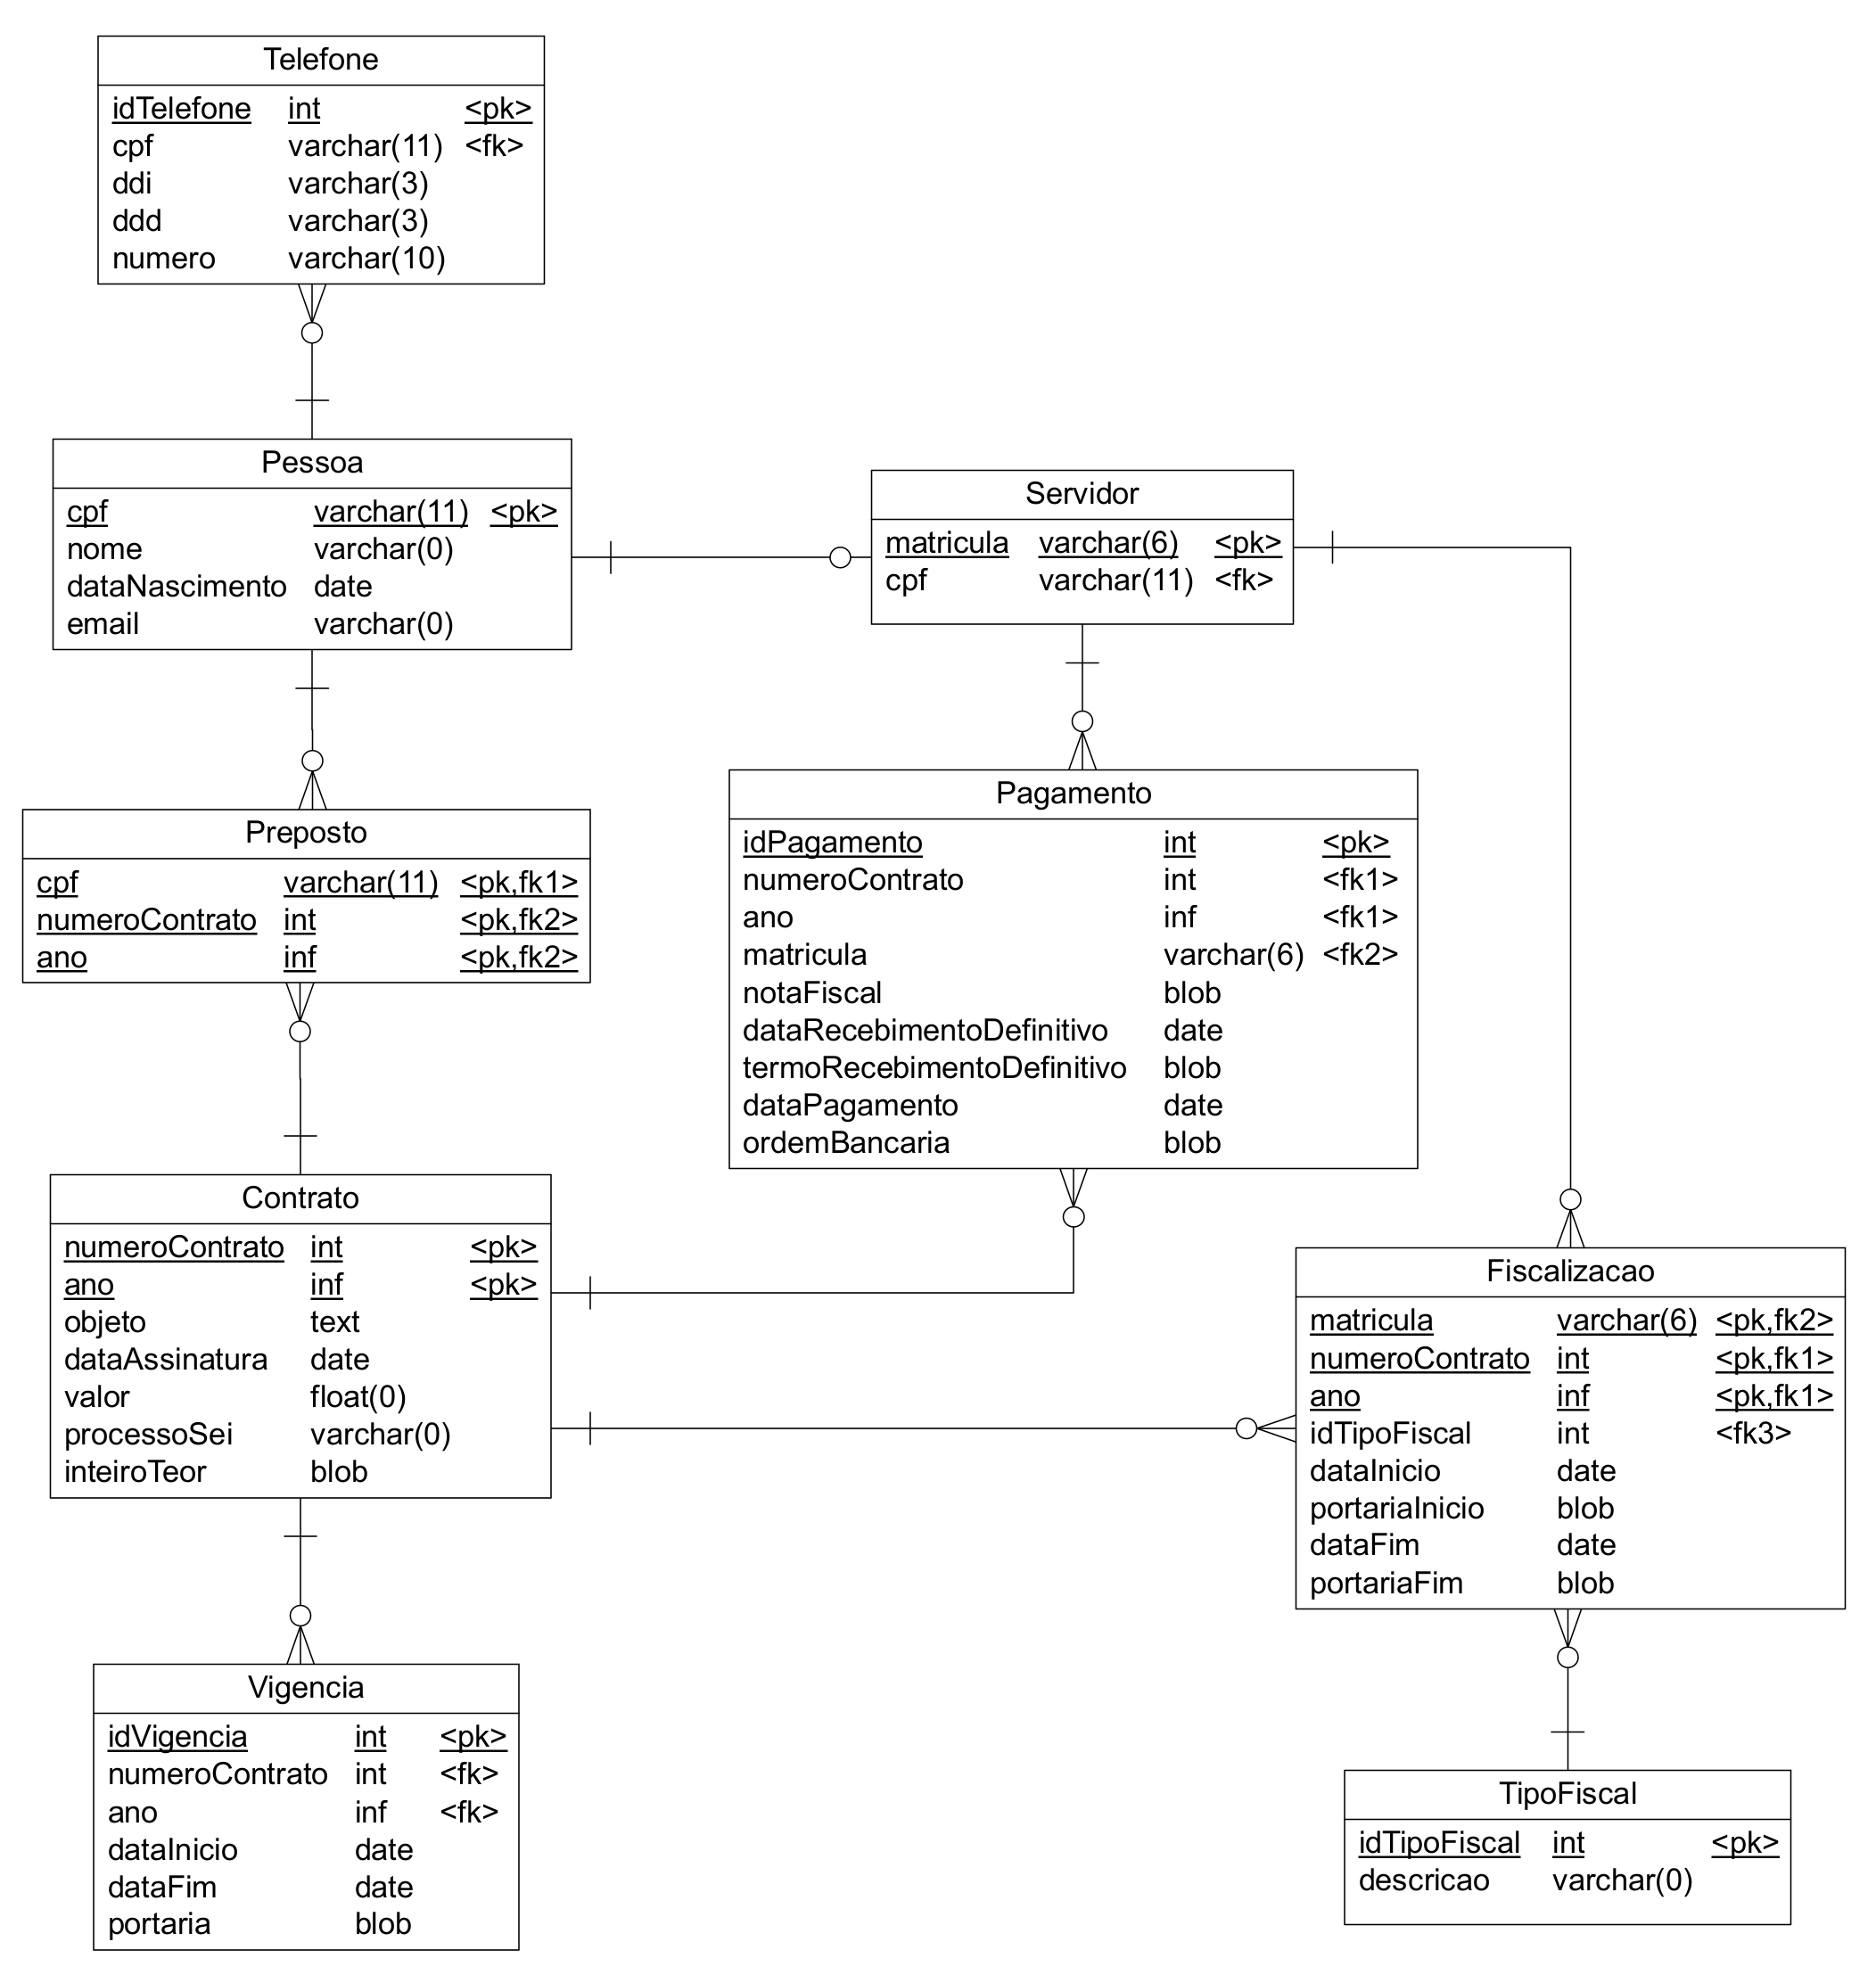 Telefone
idTelefone int <pk>
cpf varchar(11) <fk>
ddi varchar(3)
ddd varchar(3)
numero varchar(10)
Pessoa
cpf varchar(11) <pk>
nome varchar(0)
dataNascimento date
email varchar(0)
Servidor
matricula varchar(6) <pk>
cpf varchar(11) <fk>
Preposto
cpf varchar(11) <pk,fk1>
numeroContrato int <pk,fk2>
ano inf <pk,fk2>
Pagamento
idPagamento int <pk>
numeroContrato int <fk1>
ano inf <fk1>
matricula varchar(6) <fk2>
notaFiscal blob
dataRecebimentoDefinitivo date
termoRecebimentoDefinitivo blob
dataPagamento date
ordemBancaria blob
Contrato
numeroContrato int <pk>
ano inf <pk>
objeto text
dataAssinatura date
valor float(0)
processoSei varchar(0)
inteiroTeor blob
Fiscalizacao
matricula varchar(6) <pk,fk2>
numeroContrato int <pk,fk1>
ano inf <pk,fk1>
idTipoFiscal int <fk3>
dataInicio date
portariaInicio blob
dataFim date
portariaFim blob
Vigencia
idVigencia int <pk>
numeroContrato int <fk>
ano inf <fk>
dataInicio date
dataFim date
portaria blob
TipoFiscal
idTipoFiscal int <pk>
descricao varchar(0)